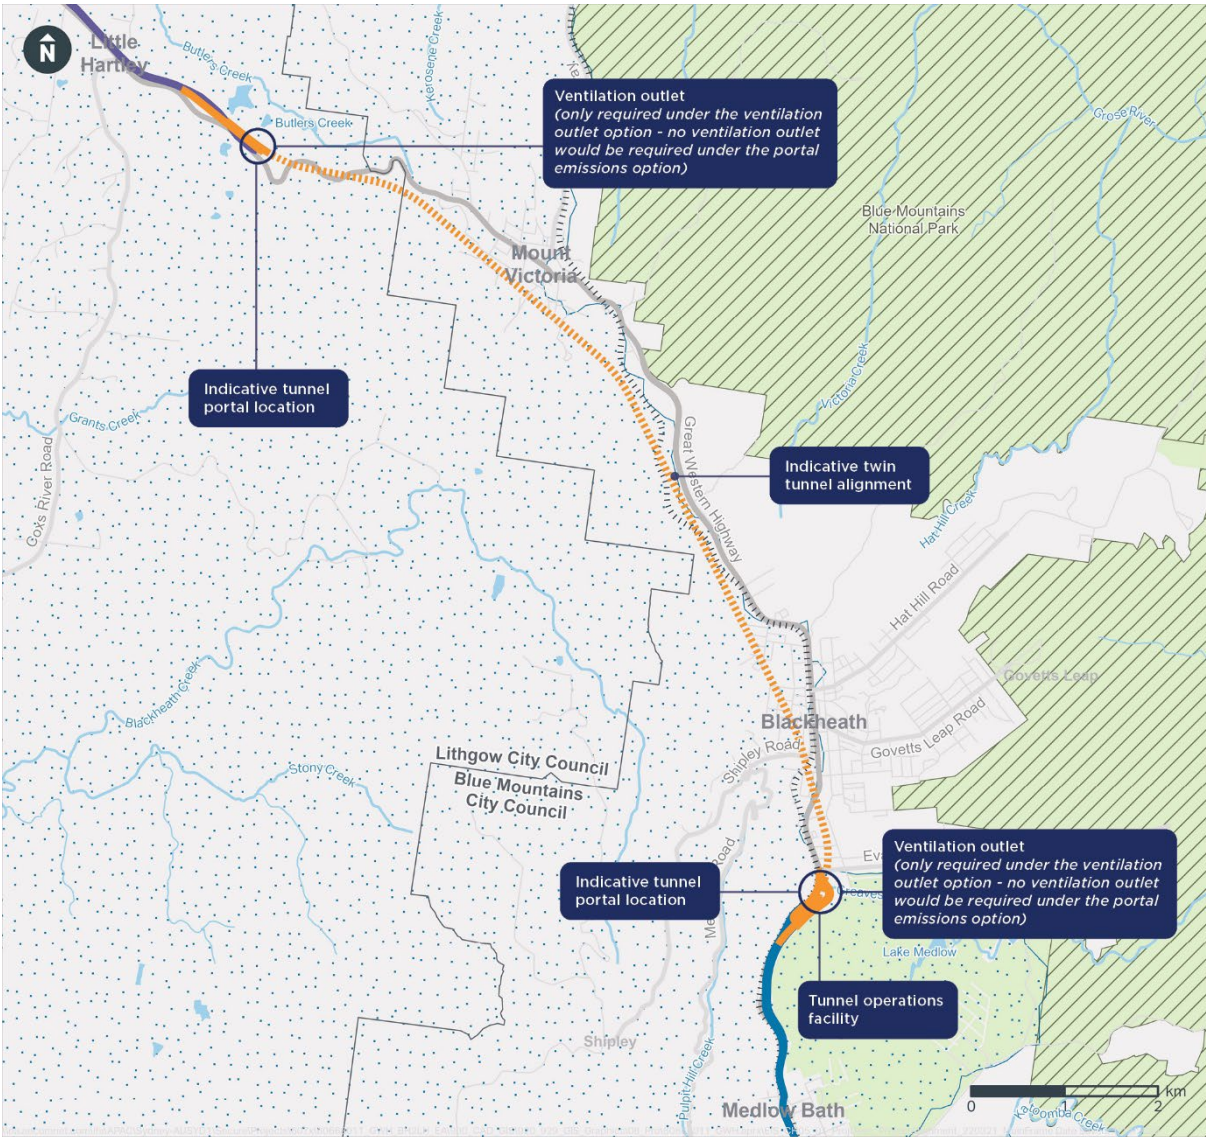 N
Little
Hartley
Butlers Creek
Kerosene Creek
Butlers Creek
Ventilation outlet
(only required under the ventilation
outlet option - no ventilation outlet
would be required under the portal
emissions option)
Grose River
Blue Mountains
National Park
Mount
Victoria
Indicative tunnel
portal location
Grants Creek
Victoria Creek
Great Western Highway
Indicative twin
tunnel alignment
Coxs River Road
Hat Hill Creek
Hat Hill Road
Govetts Leap
Blackheath Creek
Blackheath
Govetts Leap Road
Shipley Road
Stony Creek
Lithgow City Council
Blue Mountains
City Council
Ventilation outlet
(only required under the ventilation
outlet option - no ventilation outlet
would be required under the portal
emissions option)
Indicative tunnel
portal location
Lake Medlow
Tunnel operations
facility
Shipley
Pulpit Hill Creek
Medlow Bath
km
0 1 2
Katoomba Creek